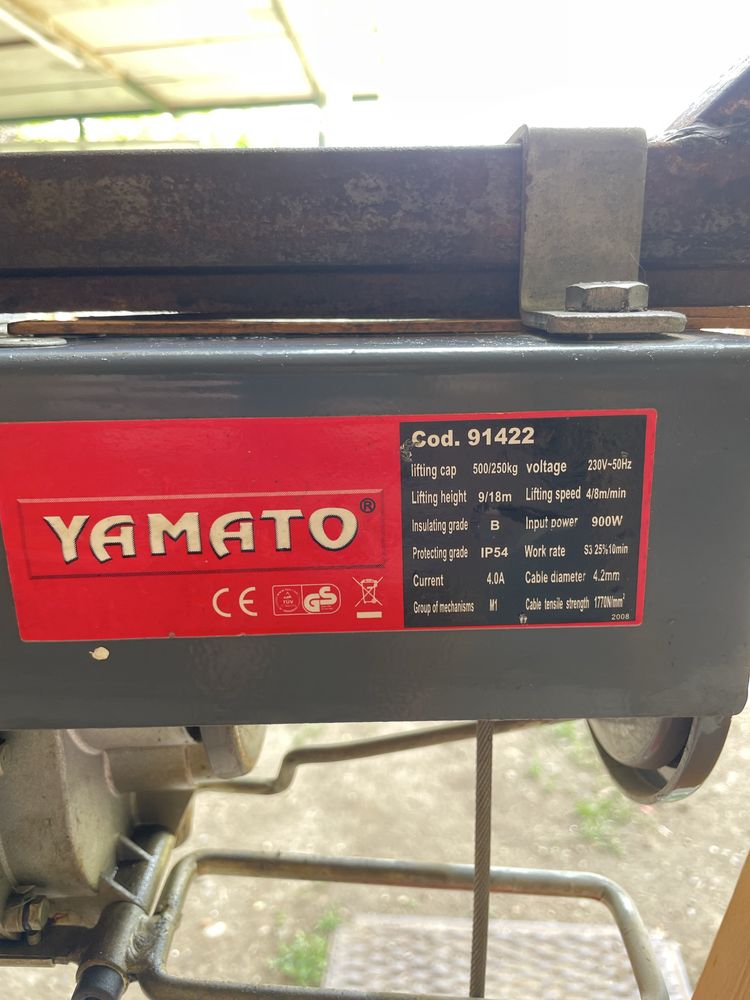 YAMATO®
CE TÜV GS
Cod. 91422
lifting cap 500/250kg voltage 230V~50Hz
Lifting height 9/18m Lifting speed 4/8m/min
Insulating grade B Input power 900W
Protecting grade IP54 Work rate S3 25%10min
Current 4.0A Cable diameter 4.2mm
Group of mechanisms M1 Cable tensile strength 1770N/mm²
2008